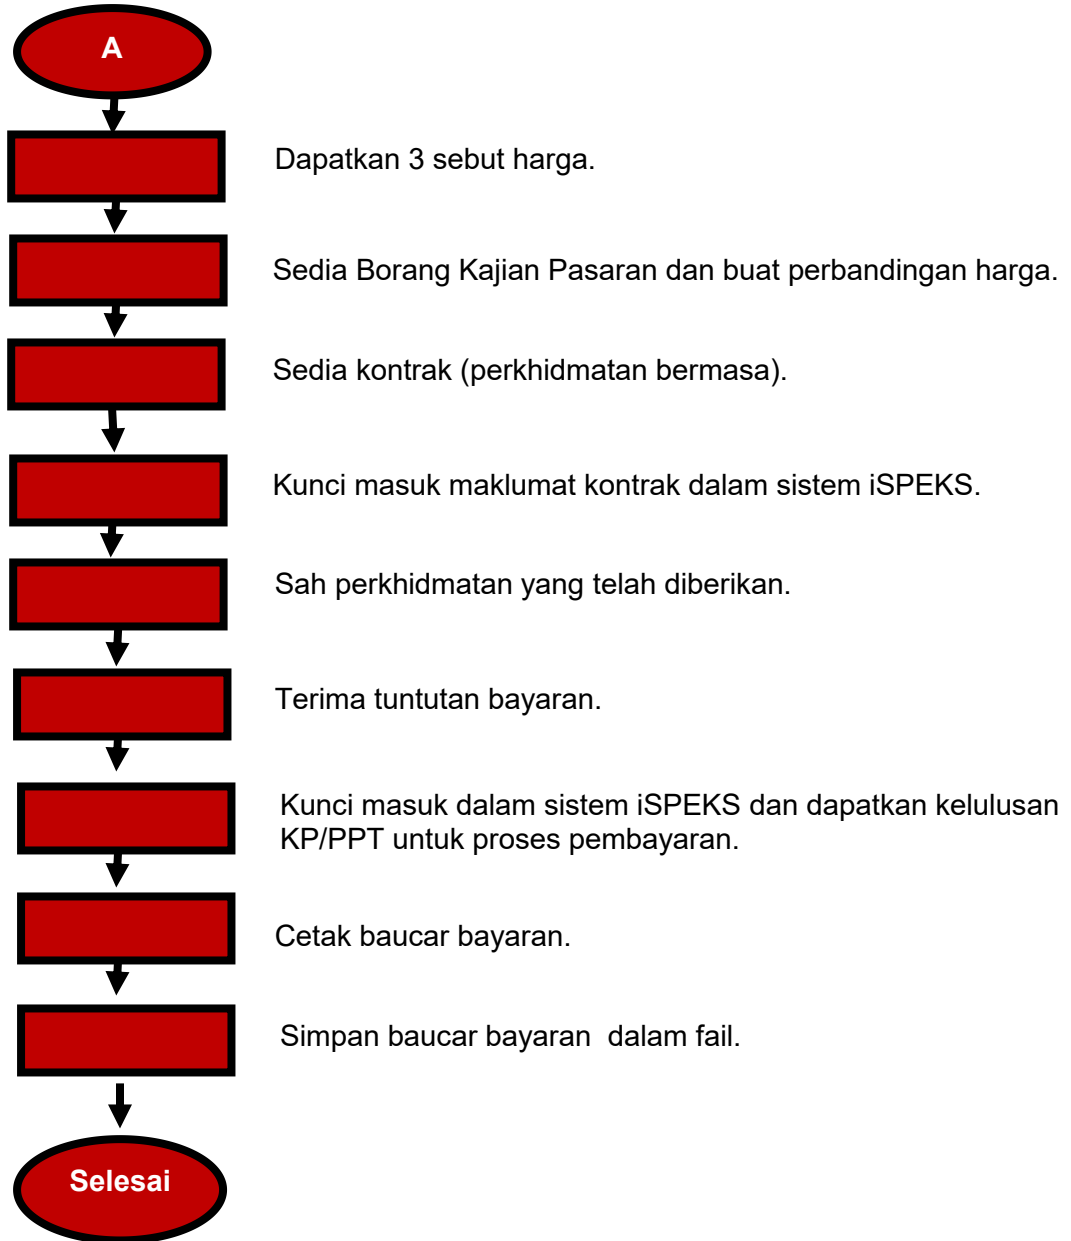 A
Dapatkan 3 sebut harga.
Sedia Borang Kajian Pasaran dan buat perbandingan harga.
Sedia kontrak (perkhidmatan bermasa).
Kunci masuk maklumat kontrak dalam sistem iSPEKS.
Sah perkhidmatan yang telah diberikan.
Terima tuntutan bayaran.
Kunci masuk dalam sistem iSPEKS dan dapatkan kelulusan
KP/PPT untuk proses pembayaran.
Cetak baucar bayaran.
Simpan baucar bayaran  dalam fail.
Selesai